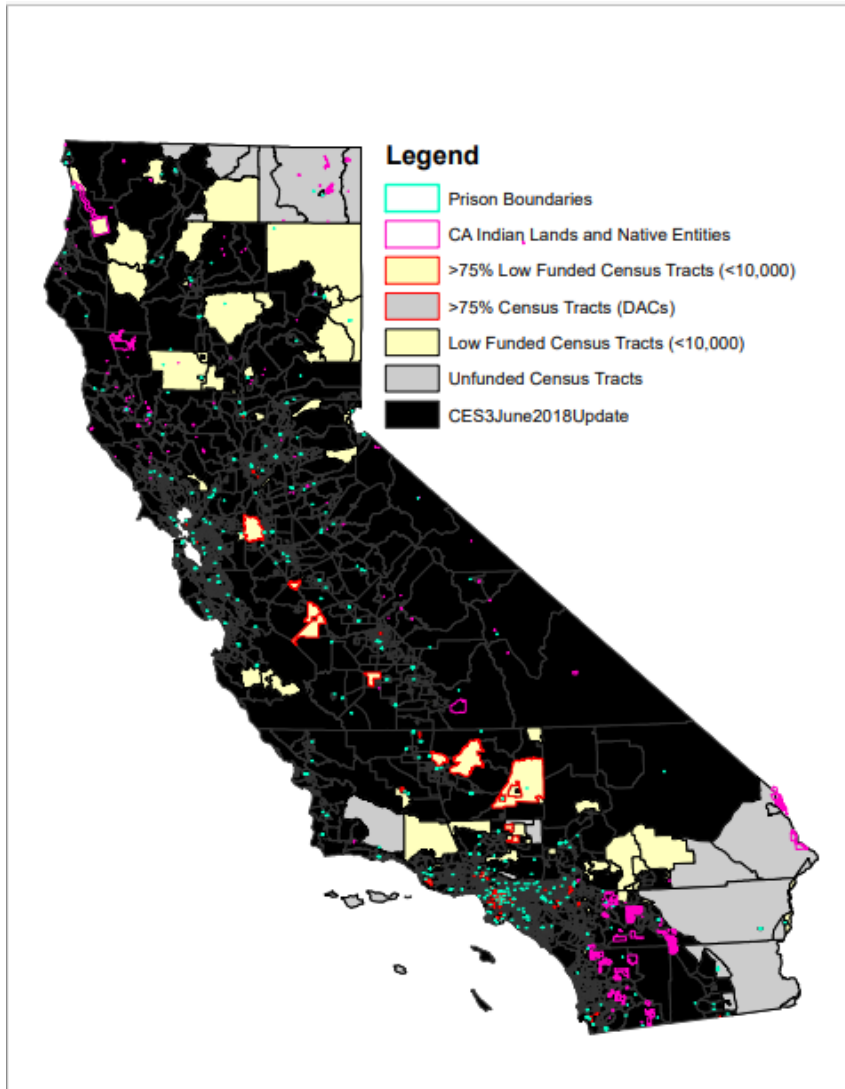 Legend
Prison Boundaries
CA Indian Lands and Native Entities
>75% Low Funded Census Tracts (<10,000)
>75% Census Tracts (DACs)
Low Funded Census Tracts (<10,000)
Unfunded Census Tracts
CES3June2018Update